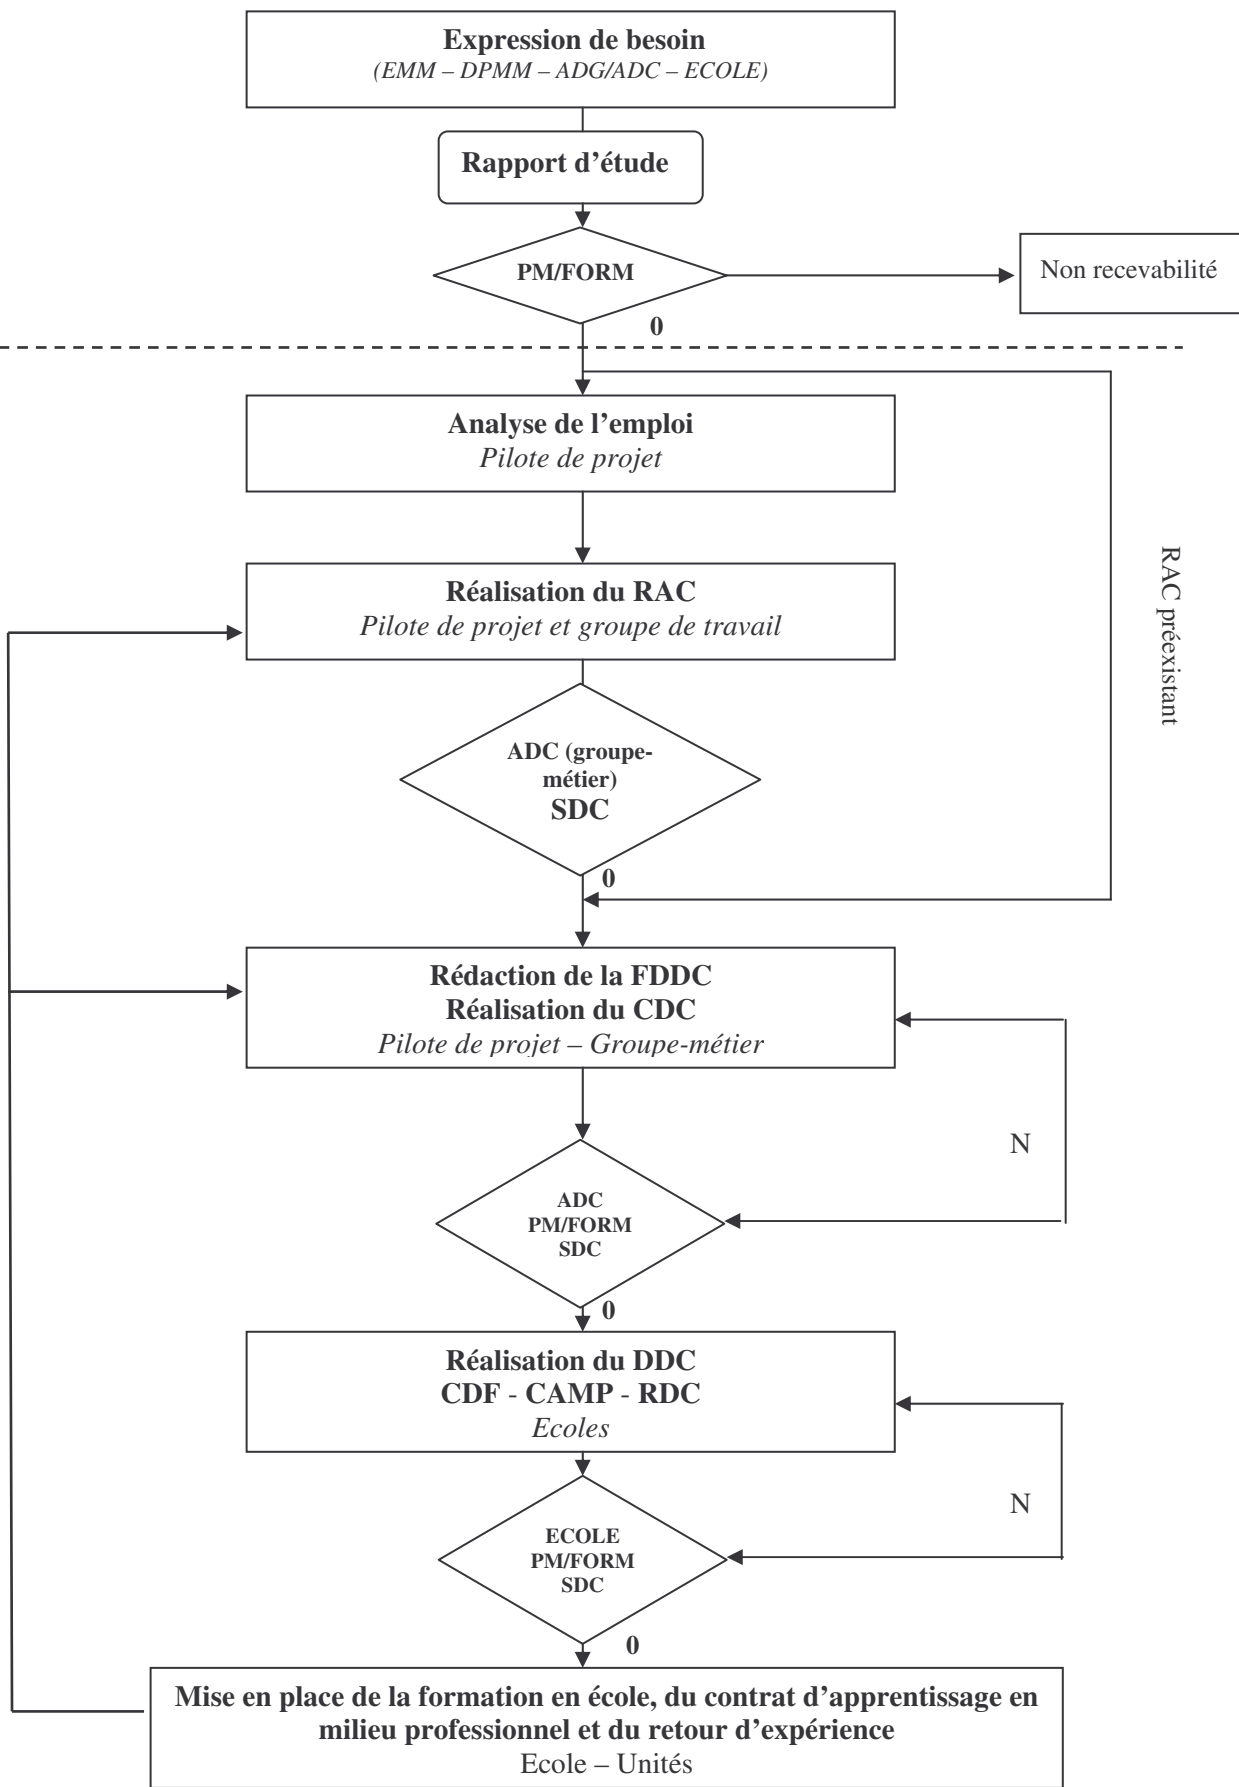 Expression de besoin
(EMM – DPMM – ADG/ADC – ECOLE)
Rapport d'étude
PM/FORM
Non recevabilité
0
Analyse de l'emploi
Pilote de projet
RAC préexistant
Réalisation du RAC
Pilote de projet et groupe de travail
ADC (groupe-
métier)
SDC
0
Rédaction de la FDDC
Réalisation du CDC
Pilote de projet – Groupe-métier
N
ADC
PM/FORM
SDC
0
Réalisation du DDC
CDF - CAMP - RDC
Ecoles
N
ECOLE
PM/FORM
SDC
0
Mise en place de la formation en école, du contrat d'apprentissage en
milieu professionnel et du retour d'expérience
Ecole – Unités